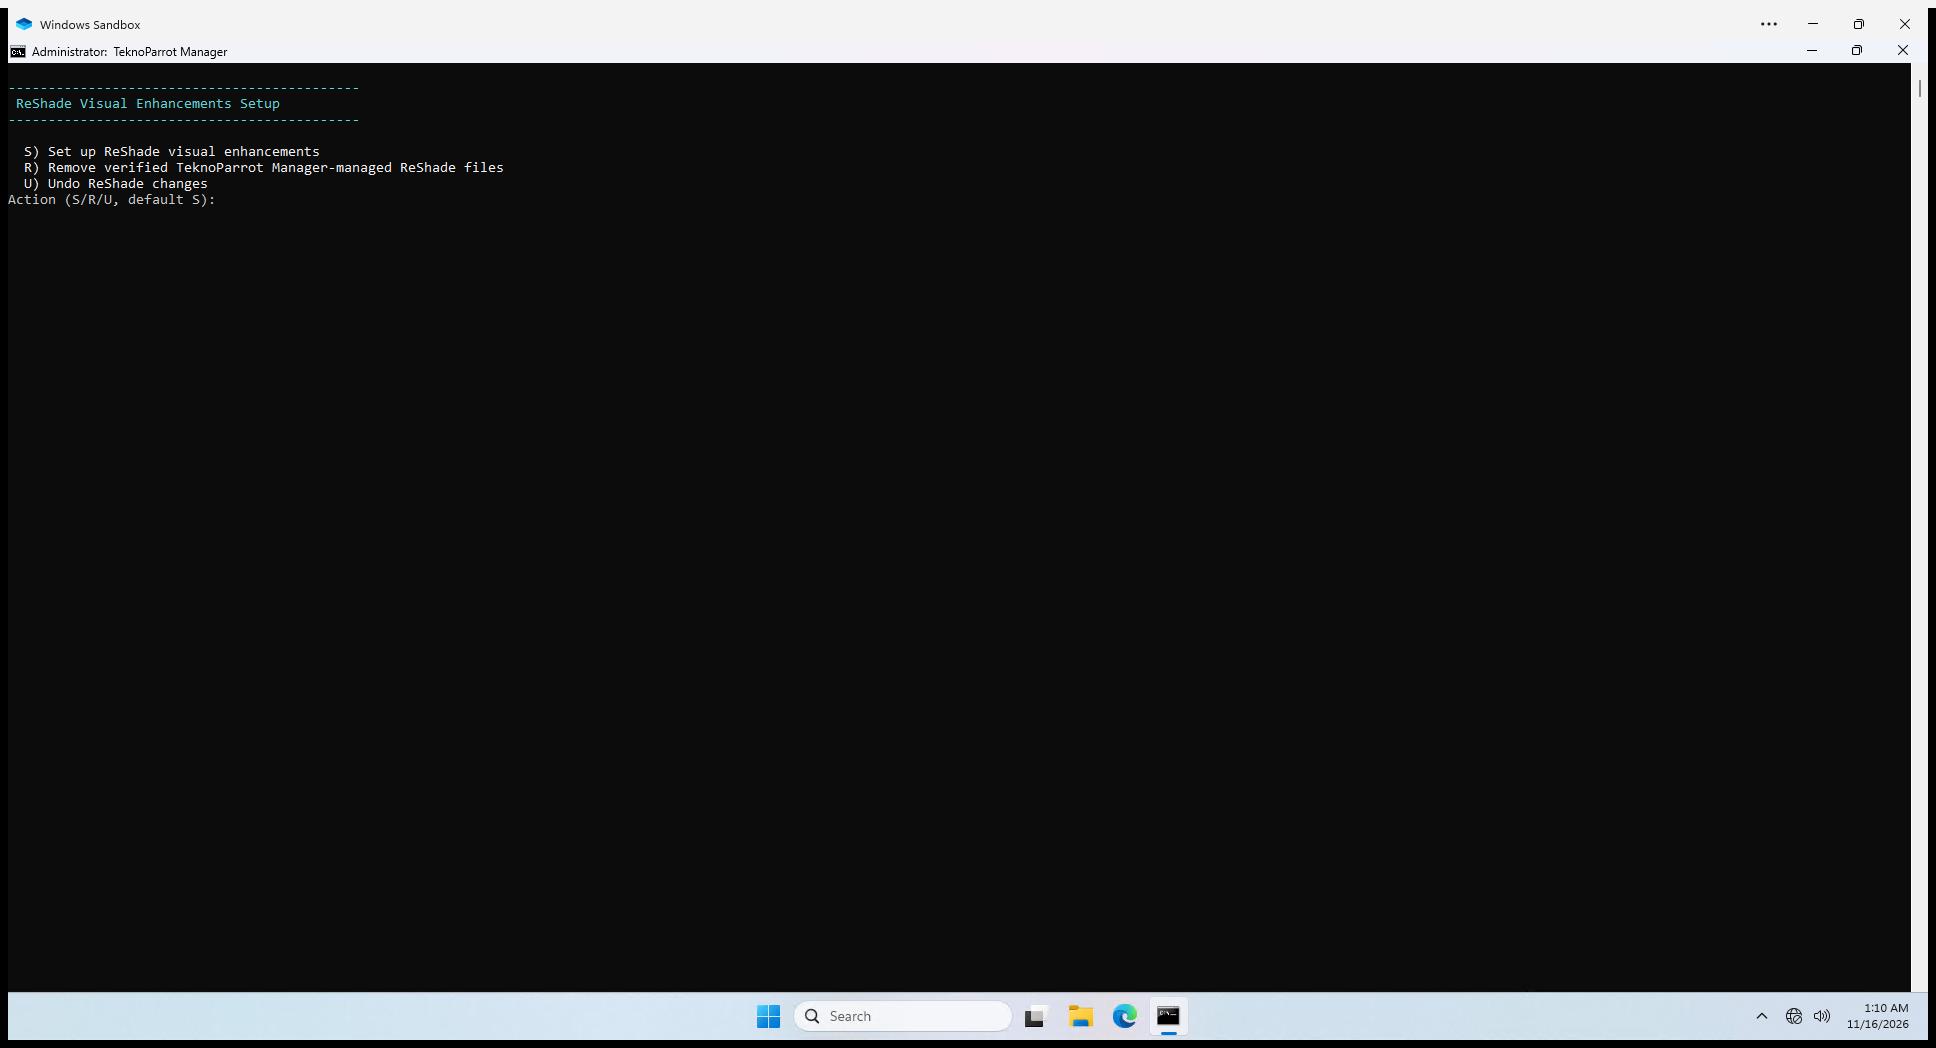 Windows Sandbox
Administrator: TeknoParrot Manager
--------------------------------------------
ReShade Visual Enhancements Setup
--------------------------------------------
S) Set up ReShade visual enhancements
R) Remove verified TeknoParrot Manager-managed ReShade files
U) Undo ReShade changes
Action (S/R/U, default S):
Search
1:10 AM
11/16/2026